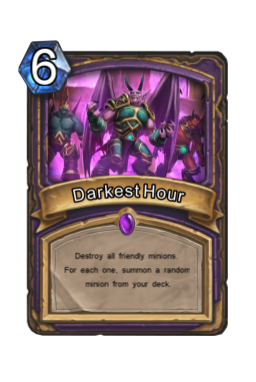 6
Darkest Hour
Destroy all friendly minions.
For each one, summon a random
minion from your deck.